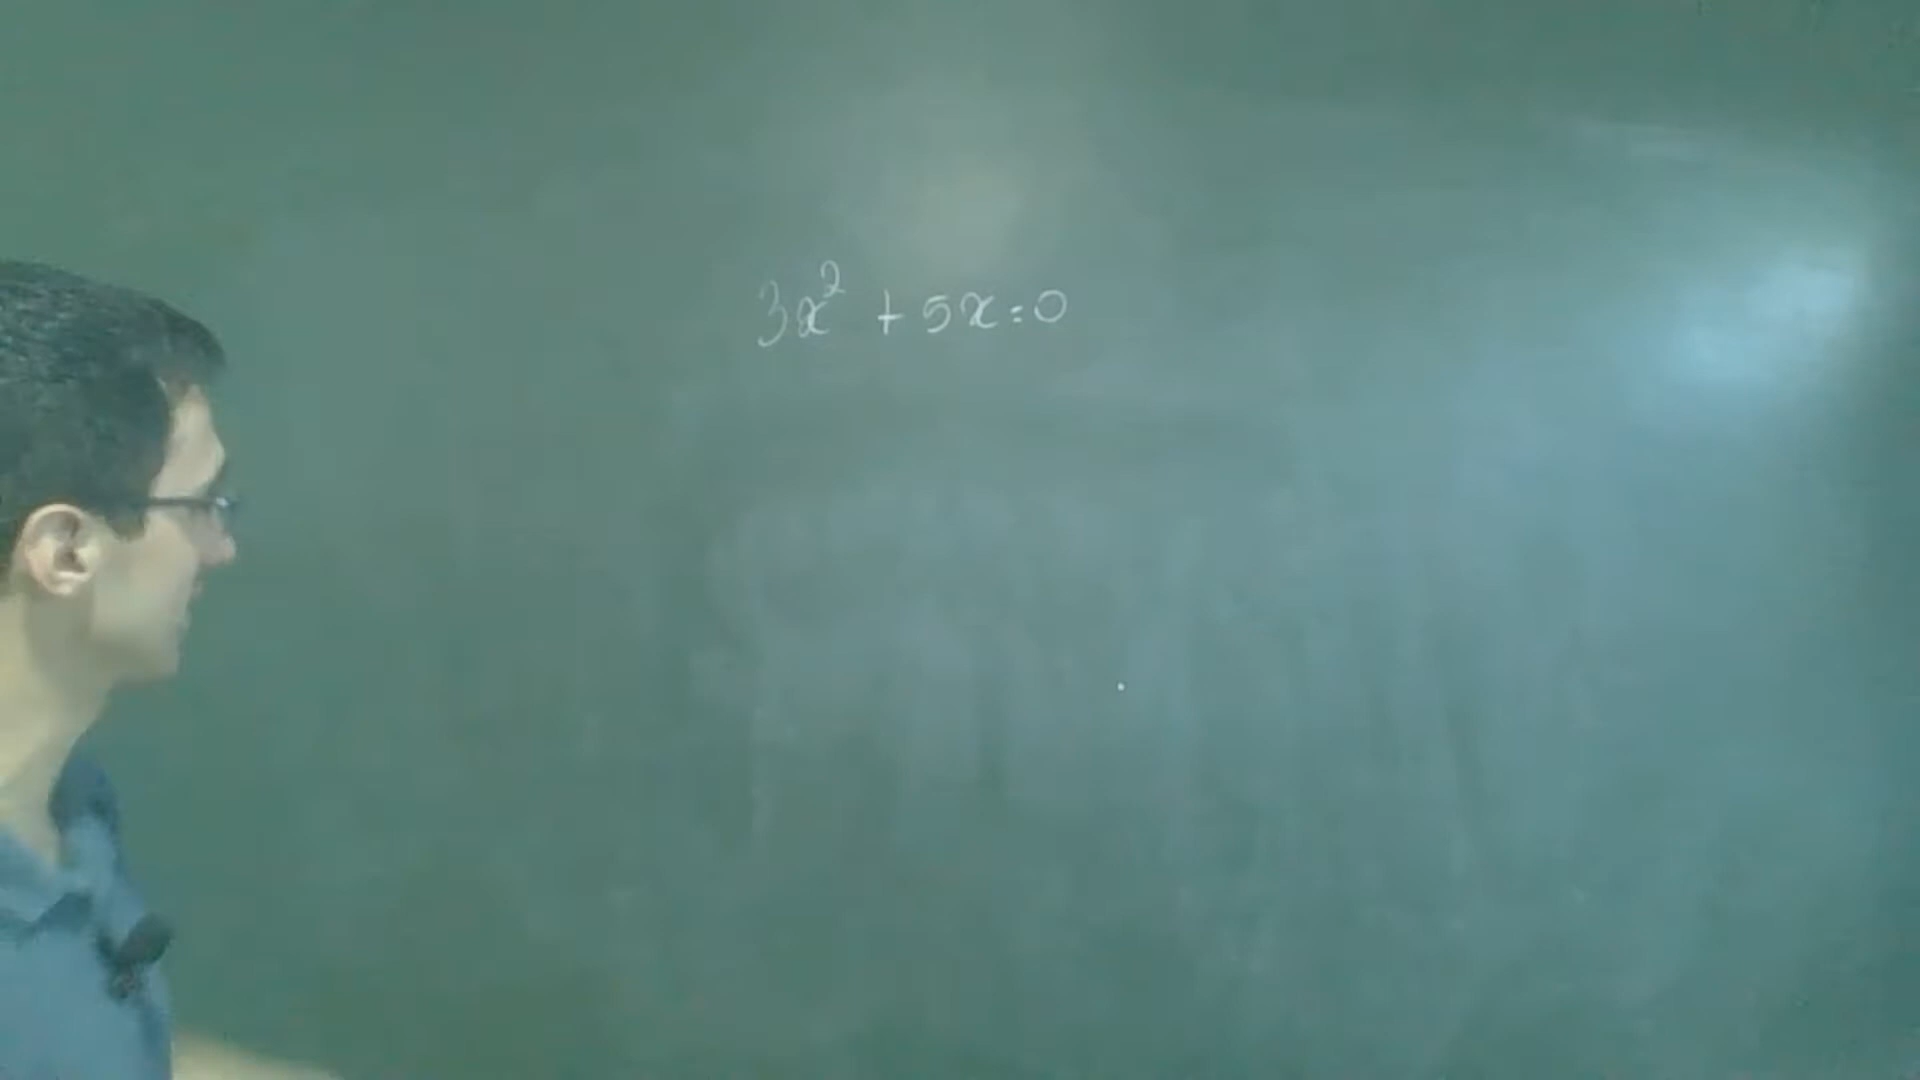 3x² + 5x = 0